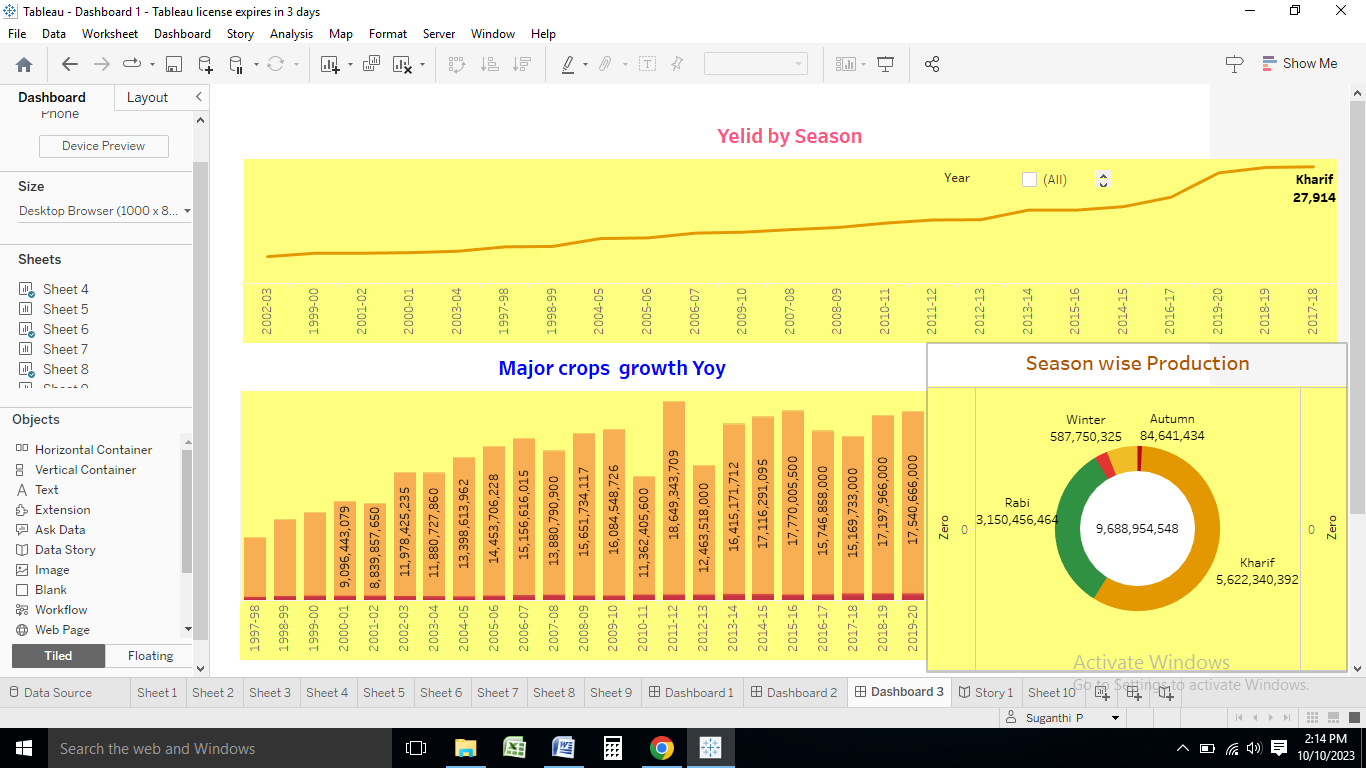 Tableau - Dashboard 1 - Tableau license expires in 3 days
File Data Worksheet Dashboard Story Analysis Map Format Server Window Help
Show Me
Dashboard Layout
Phone
Device Preview
Size
Desktop Browser (1000 x 8...
Sheets
Sheet 4
Sheet 5
Sheet 6
Sheet 7
Sheet 8
Objects
Horizontal Container
Vertical Container
Text
Extension
Ask Data
Data Story
Image
Blank
Workflow
Web Page
Tiled Floating
Yelid by Season
Year (All)
Kharif
27,914
2002-03 1999-00 2001-02 2000-01 2003-04 1997-98 1998-99 2004-05 2005-06 2006-07 2009-10 2007-08 2008-09 2010-11 2011-12 2012-13 2013-14 2015-16 2014-15 2016-17 2019-20 2018-19 2017-18
Major crops growth Yoy
9,096,443,079 8,839,857,650 11,978,425,235 11,880,727,860 13,398,613,962 14,453,706,228 15,156,616,015 13,880,790,900 15,651,734,117 16,084,548,726 11,362,405,600 18,649,343,709 12,463,518,000 16,415,171,712 17,116,291,095 17,770,005,500 15,746,858,000 15,169,733,000 17,197,966,000 17,540,666,000
1997-98 1998-99 1999-00 2000-01 2001-02 2002-03 2003-04 2004-05 2005-06 2006-07 2007-08 2008-09 2009-10 2010-11 2011-12 2012-13 2013-14 2014-15 2015-16 2016-17 2017-18 2018-19 2019-20
Season wise Production
Winter
587,750,325
Autumn
84,641,434
Rabi
3,150,456,464
Zero 0
9,688,954,548
0 Zero
Kharif
5,622,340,392
Activate Windows
Go to Settings to activate Windows.
Data Source Sheet 1 Sheet 2 Sheet 3 Sheet 4 Sheet 5 Sheet 6 Sheet 7 Sheet 8 Sheet 9 Dashboard 1 Dashboard 2 Dashboard 3 Story 1 Sheet 10
Suganthi P
Search the web and Windows
2:14 PM
10/10/2023